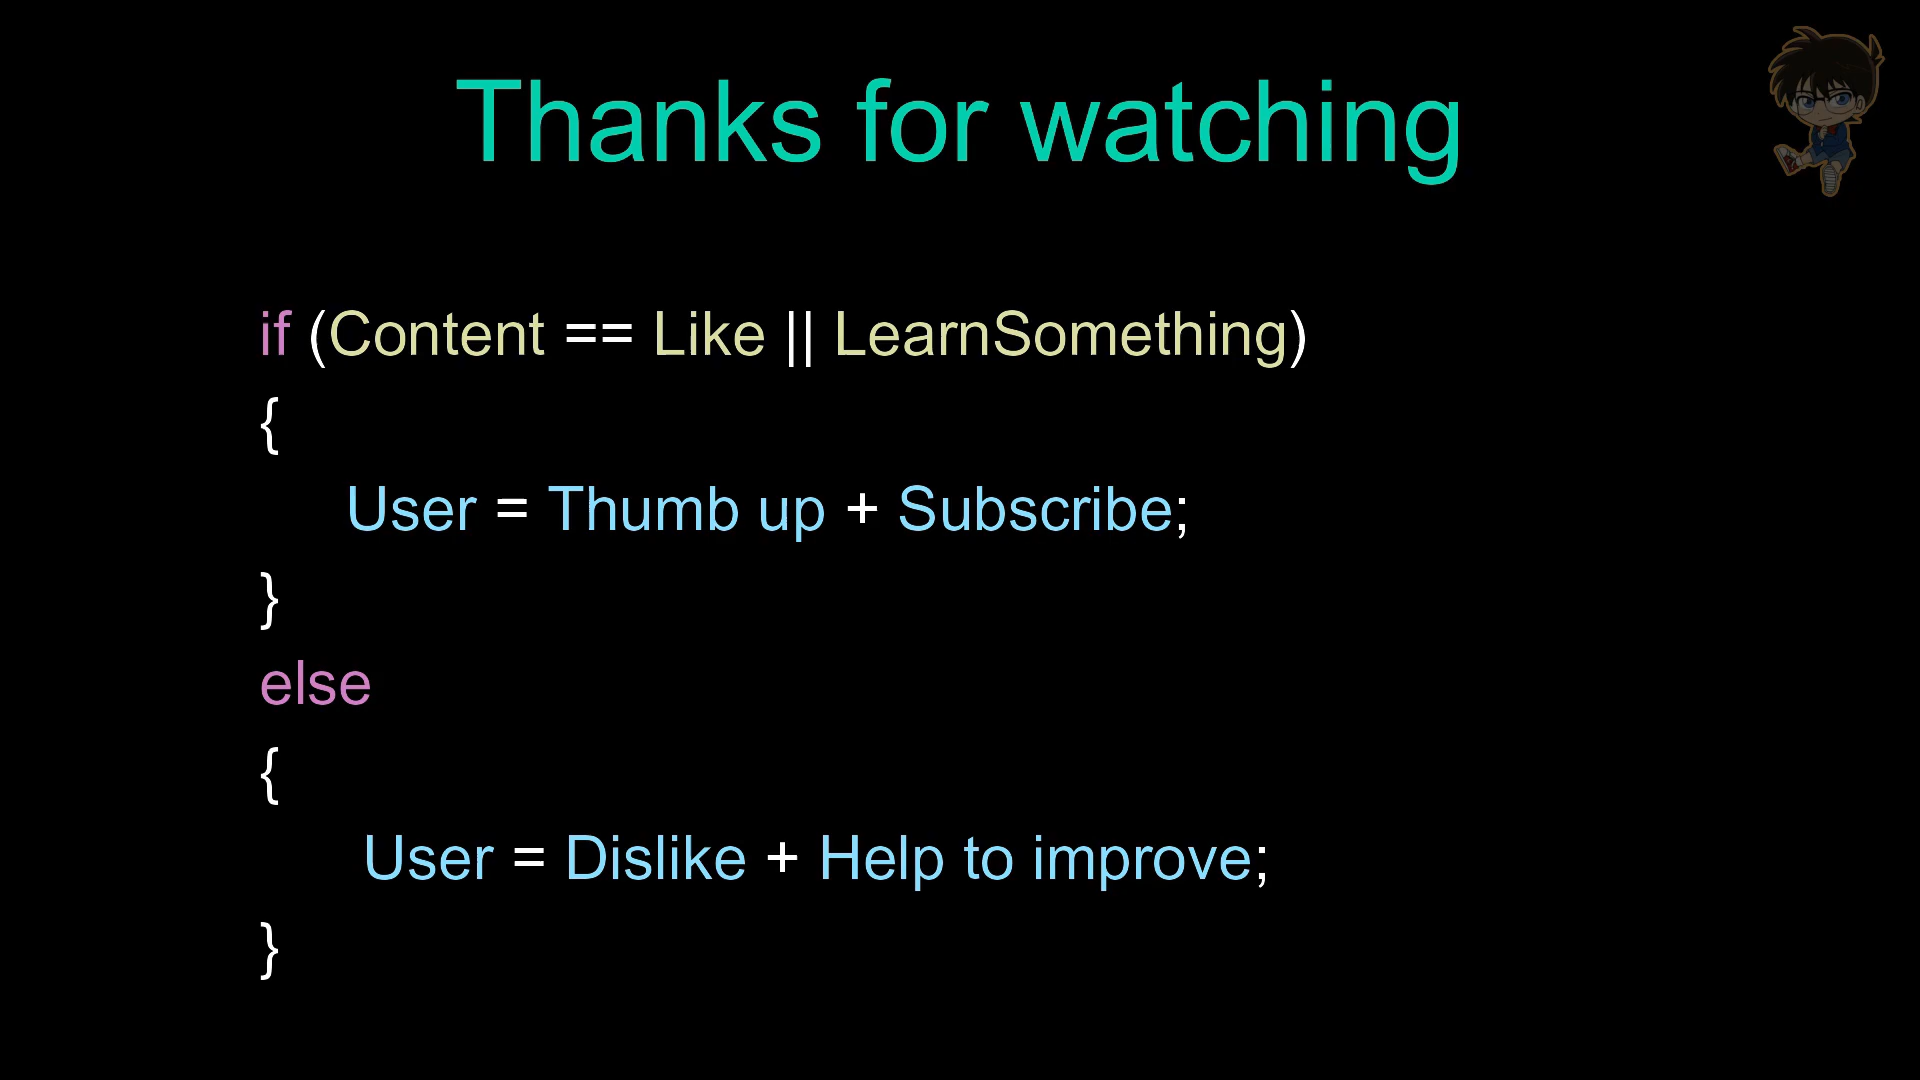 Thanks for watching
if (Content == Like || LearnSomething)
{
User = Thumb up + Subscribe;
}
else
{
User = Dislike + Help to improve;
}